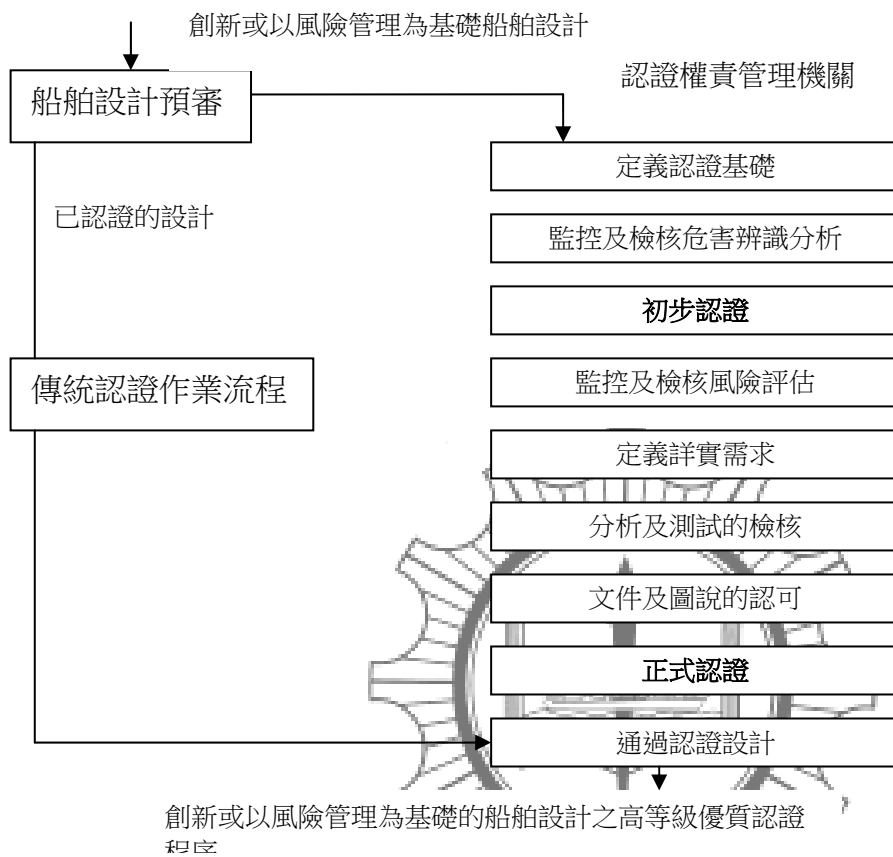 創新或以風險管理為基礎船舶設計
認證權責管理機關
船舶設計預審
定義認證基礎
已認證的設計
監控及檢核危害辨識分析
初步認證
傳統認證作業流程
監控及檢核風險評估
定義詳實需求
分析及測試的檢核
文件及圖說的認可
正式認證
通過認證設計
創新或以風險管理為基礎的船舶設計之高等級優質認證
程序